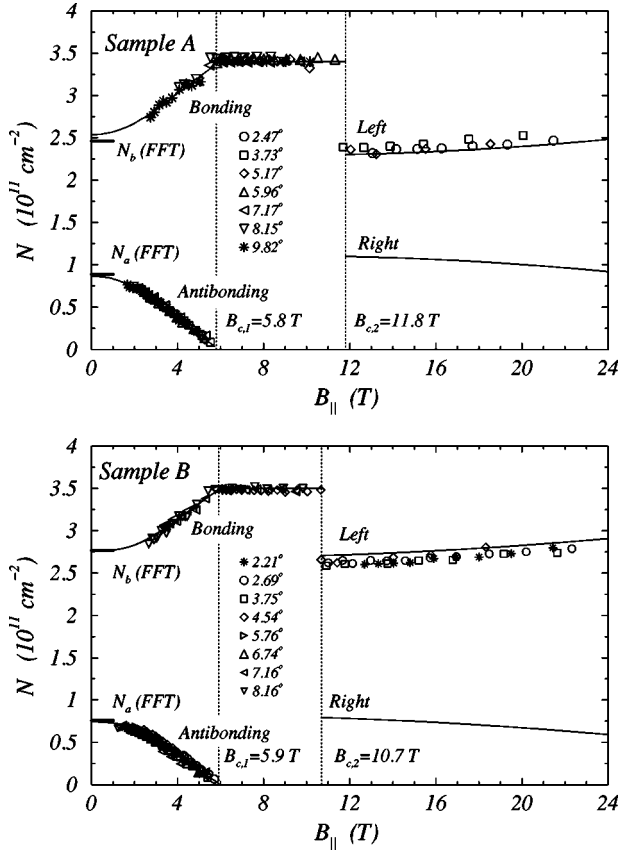 Sample A
4
3.5
3
2.5
2
1.5
1
0.5
0
N (10^11 cm^−2)
Bonding
N_b (FFT)
N_a (FFT)
Antibonding
2.47°
3.73°
5.17°
5.96°
7.17°
8.15°
9.82°
Left
Right
B_c,1=5.8 T
B_c,2=11.8 T
0 4 8 12 16 20 24
B_|| (T)
Sample B
4
3.5
3
2.5
2
1.5
1
0.5
0
N (10^11 cm^−2)
Bonding
N_b (FFT)
N_a (FFT)
Antibonding
2.21°
2.69°
3.75°
4.54°
5.76°
6.74°
7.16°
8.16°
Left
Right
B_c,1=5.9 T
B_c,2=10.7 T
0 4 8 12 16 20 24
B_|| (T)